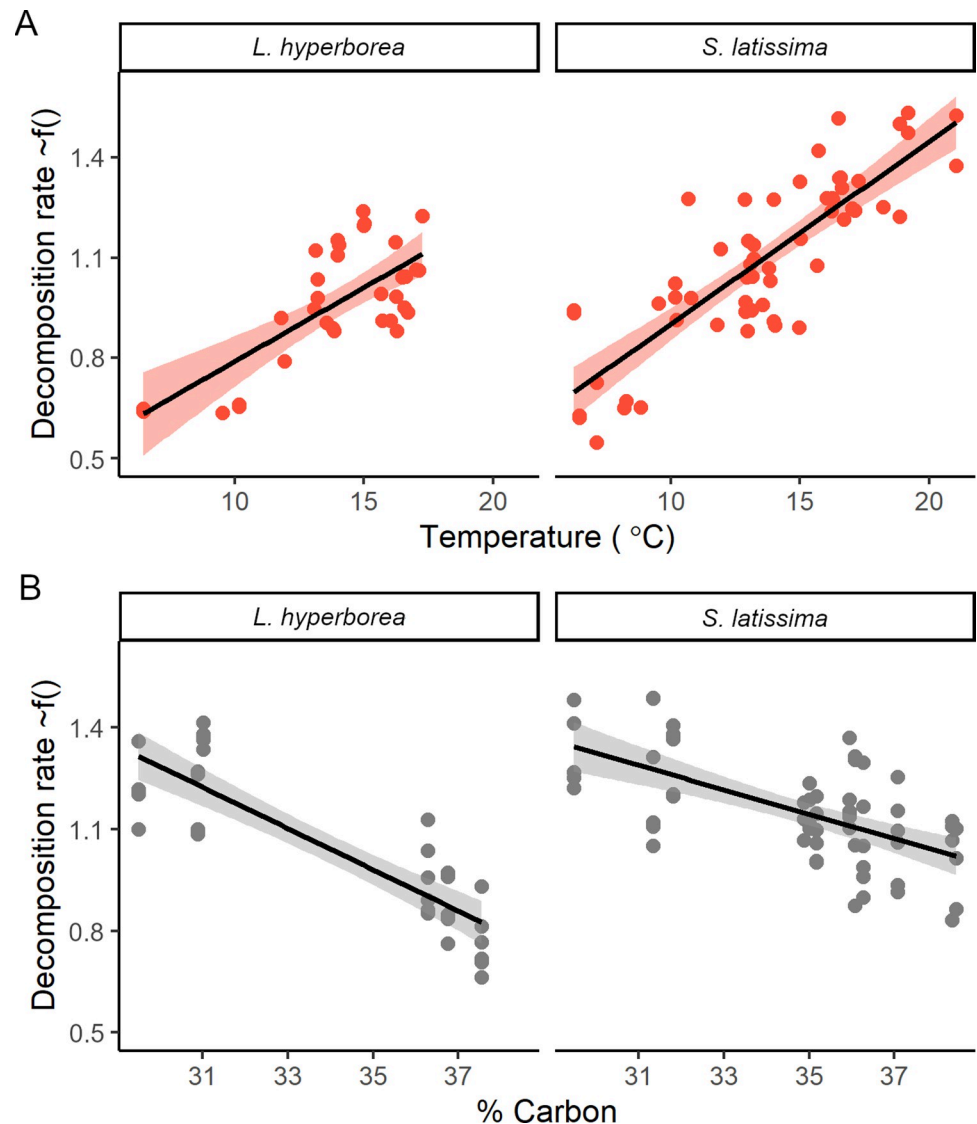 A
L. hyperborea
S. latissima
Decomposition rate ~f()
1.4
1.1
0.8
0.5
10
15
20
10
15
20
Temperature ( °C)
B
L. hyperborea
S. latissima
Decomposition rate ~f()
1.4
1.1
0.8
0.5
31
33
35
37
31
33
35
37
% Carbon